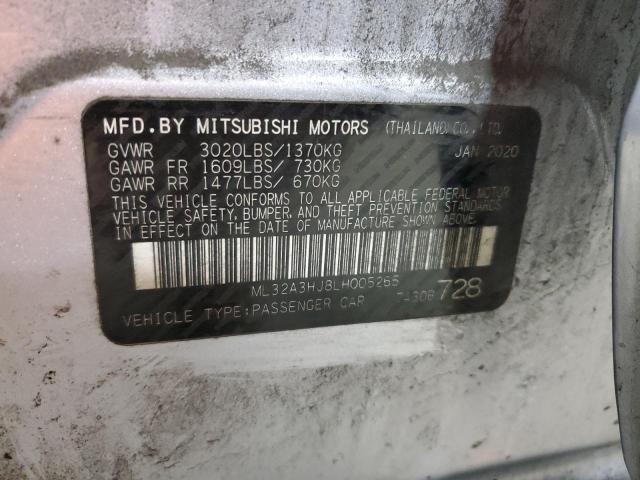 MFD.BY MITSUBISHI MOTORS (THAILAND) CO., LTD.
GVWR 3020LBS/1370KG JAN 2020
GAWR FR 1609LBS/ 730KG
GAWR RR 1477LBS/ 670KG
THIS VEHICLE CONFORMS TO ALL APPLICABLE FEDERAL MOTOR
VEHICLE SAFETY, BUMPER, AND THEFT PREVENTION STANDARDS
IN EFFECT ON THE DATE OF MANUFACTURE SHOWN ABOVE.
ML32A3HJ8LH005265
VEHICLE TYPE:PASSENGER CAR 7430B 728